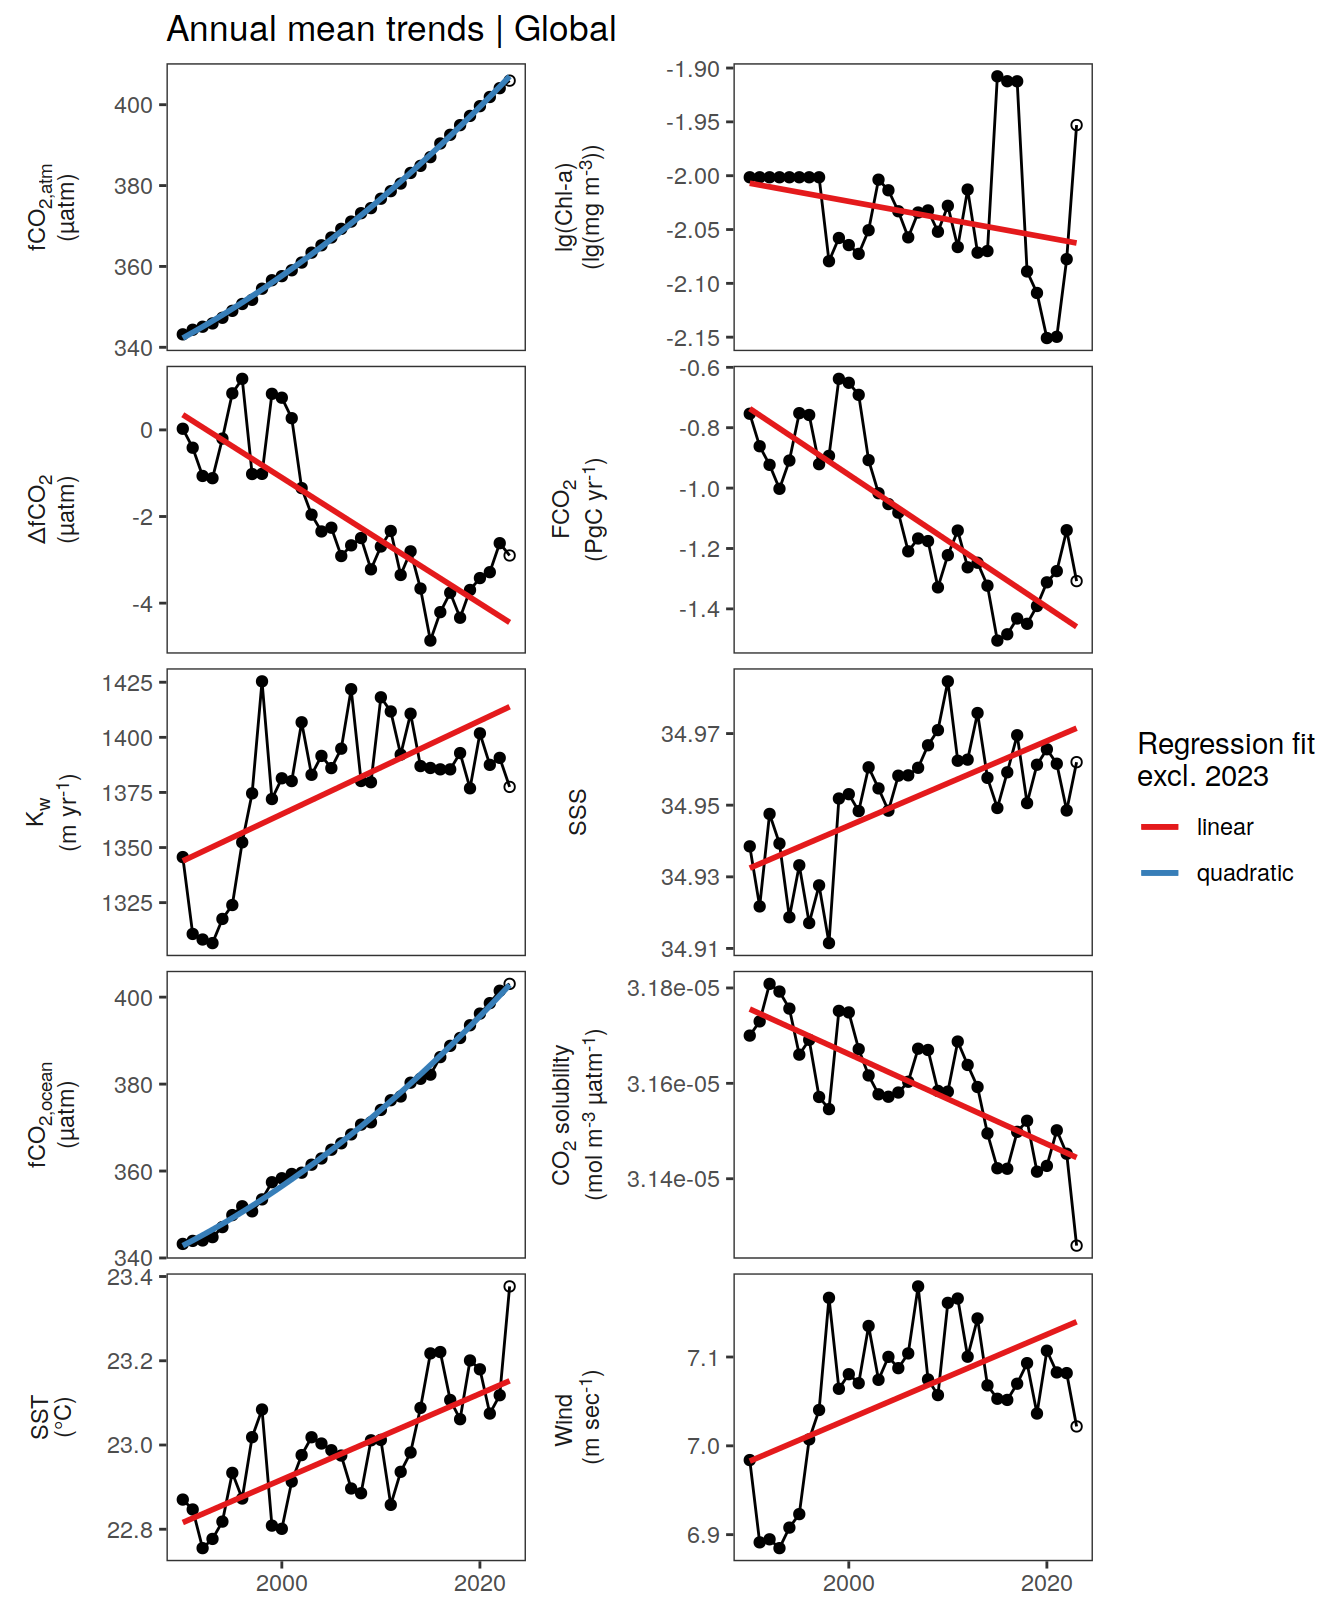 Annual mean trends | Global
fCO2,atm
(µatm)
400
380
360
340
lg(Chl-a)
(lg(mg m-3))
-1.90
-1.95
-2.00
-2.05
-2.10
-2.15
ΔfCO2
(µatm)
0
-2
-4
FCO2
(PgC yr-1)
-0.6
-0.8
-1.0
-1.2
-1.4
Kw
(m yr-1)
1425
1400
1375
1350
1325
SSS
34.97
34.95
34.93
34.91
fCO2,ocean
(µatm)
400
380
360
340
CO2 solubility
(mol m-3 µatm-1)
3.18e-05
3.16e-05
3.14e-05
SST
(°C)
23.4
23.2
23.0
22.8
2000
2020
Wind
(m sec-1)
7.1
7.0
6.9
2000
2020
Regression fit
excl. 2023
linear
quadratic